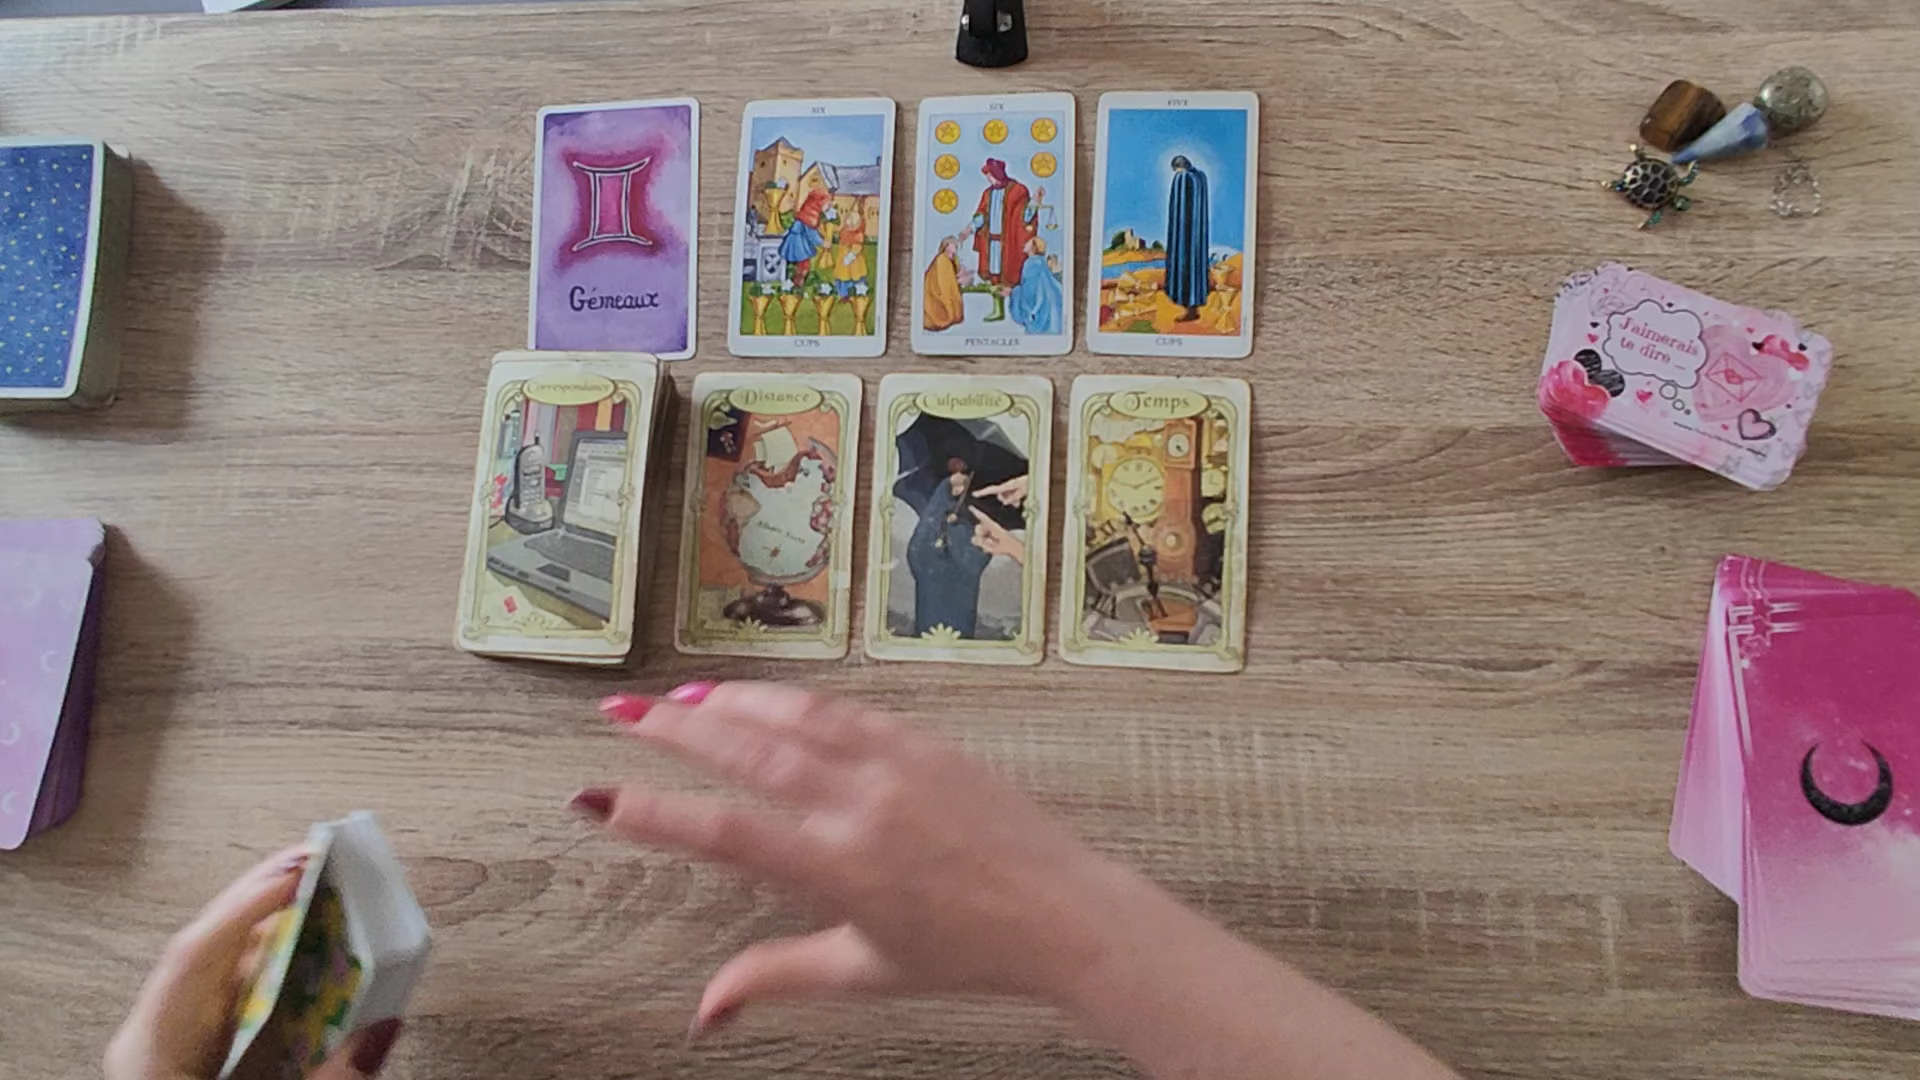 SIX
SIX
FIVE
Gémeaux
CUPS
PENTACLES
CUPS
Correspondance
Distance
Culpabilité
Temps
J'aimerais
te dire ...